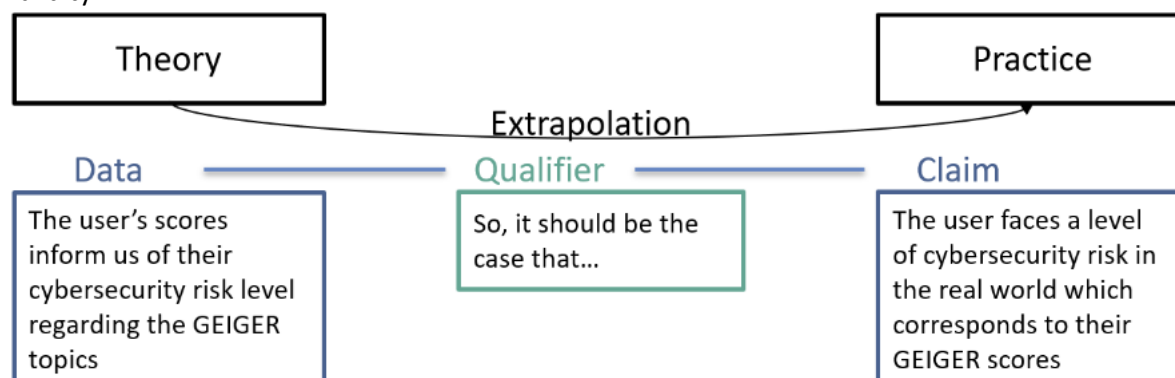 Theory
Practice
Extrapolation
Data
Qualifier
Claim
The user's scores
inform us of their
cybersecurity risk level
regarding the GEIGER
topics
So, it should be the
case that...
The user faces a level
of cybersecurity risk in
the real world which
corresponds to their
GEIGER scores